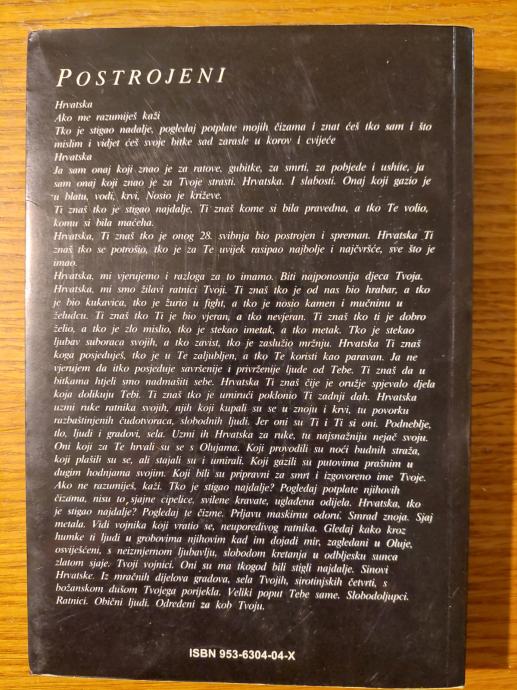 POSTROJENI
Hrvatska
Ako me razumiješ kaži
Tko je stigao nadalje, pogledaj potplate mojih čizama i znat ćeš tko sam i što
mislim i vidjet ćeš svoje bitke sad zarasle u korov i cvijeće
Hrvatska
Ja sam onaj koji znao je za ratove, gubitke, za smrti, za pobjede i ushite, ja
sam onaj koji znao je za Tvoje strasti. Hrvatska. I slabosti. Onaj koji gazio je
u blatu, vodi, krvi, Nosio je križeve.
Ti znaš tko je stigao najdalje, Ti znaš kome si bila pravedna, a tko Te volio,
komu si bila maćeha.
Hrvatska, Ti znaš tko je onog 28. svibnja bio postrojen i spreman. Hrvatska Ti
znaš tko se potrošio, tko je za Te uvijek rasipao najbolje i najčvršće, sve što je
imao.
Hrvatska, mi vjerujemo i razloga za to imamo. Biti najponosnija djeca Tvoja.
Hrvatska, mi smo žilavi ratnici Tvoji. Ti znaš tko je od nas bio hrabar, a tko
je bio kukavica, tko je žurio u fight, a tko je nosio kamen i mučninu u
želudcu. Ti znaš tko Ti je bio vjeran, a tko nevjeran. Ti znaš tko ti je dobro
želio, a tko je zlo mislio, tko je stekao imetak, a tko metak. Tko je stekao
ljubav suboraca svojih, a tko zavist, tko je zaslužio mržnju. Hrvatska Ti znaš
koga posjeduješ, tko je u Te zaljubljen, a tko Te koristi kao paravan. Ja ne
vjerujem da itko posjeduje savršenije i privrženije ljude od Tebe. Ti znaš da u
bitkama htjeli smo nadmašiti sebe. Hrvatska Ti znaš čije je oružje spjevalo djela
koja dolikuju Tebi. Ti znaš tko je umirući poklonio Ti zadnji dah. Hrvatska
uzmi ruke ratnika svojih, njih koji kupali su se u znoju i krvi, tu povorku
razbaštinjenih čudotvoraca, slobodnih ljudi. Jer oni su Ti i Ti si oni. Podneblje,
tlo, ljudi i gradovi, sela. Uzmi ih Hrvatska za ruke, tu najsnažniju nejač svoju.
Oni koji za Te hrvali su se s Olujama. Koji provodili su noći budnih straža,
koji plašili su se, ali stajali su i umirali. Koji gazili su putovima prašnim u
dugim hodnjama svojim. Koji bili su pripravni za smrt i izgovoreno ime Tvoje.
Ako ne razumiješ, kaži. Tko je stigao najdalje? Pogledaj potplate njihovih
čizama, nisu to sjajne cipelice, svilene kravate, uglađena odijela. Hrvatska, tko
je stigao najdalje? Pogledaj te čizme. Prljavu maskirnu odoru. Smrad znoja. Sjaj
metala. Vidi vojnika koji vratio se, neuporedivog ratnika. Gledaj kako kroz
humke ti ljudi u grobovima njihovim kad im dojadi mir, zagledani u Oluje,
osviješćeni, s neizmjernom ljubavlju, slobodom kretanja u odbljesku sunca
zlatom sjaje. Tvoji vojnici. Oni su ma tkogod bili stigli najdalje. Sinovi
Hrvatske. Iz mračnih dijelova gradova, sela Tvojih, sirotinjskih četvrti, s
božanskom dušom Tvojega porijekla. Veliki poput Tebe same. Slobodoljupci.
Ratnici. Obični ljudi. Određeni za kob Tvoju.
ISBN 953-6304-04-X